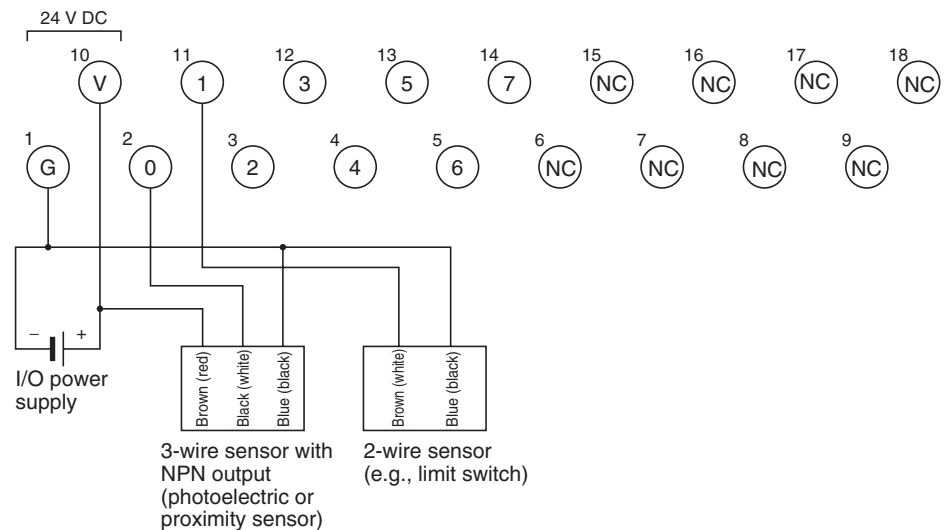 24 V DC
10 11 12 13 14 15 16 17 18
V 1 3 5 7 NC NC NC NC
1 2 3 4 5 6 7 8 9
G 0 2 4 6 NC NC NC NC
– +
I/O power
supply
Brown (red)
Black (white)
Blue (black)
Brown (white)
Blue (black)
3-wire sensor with
NPN output
(photoelectric or
proximity sensor)
2-wire sensor
(e.g., limit switch)